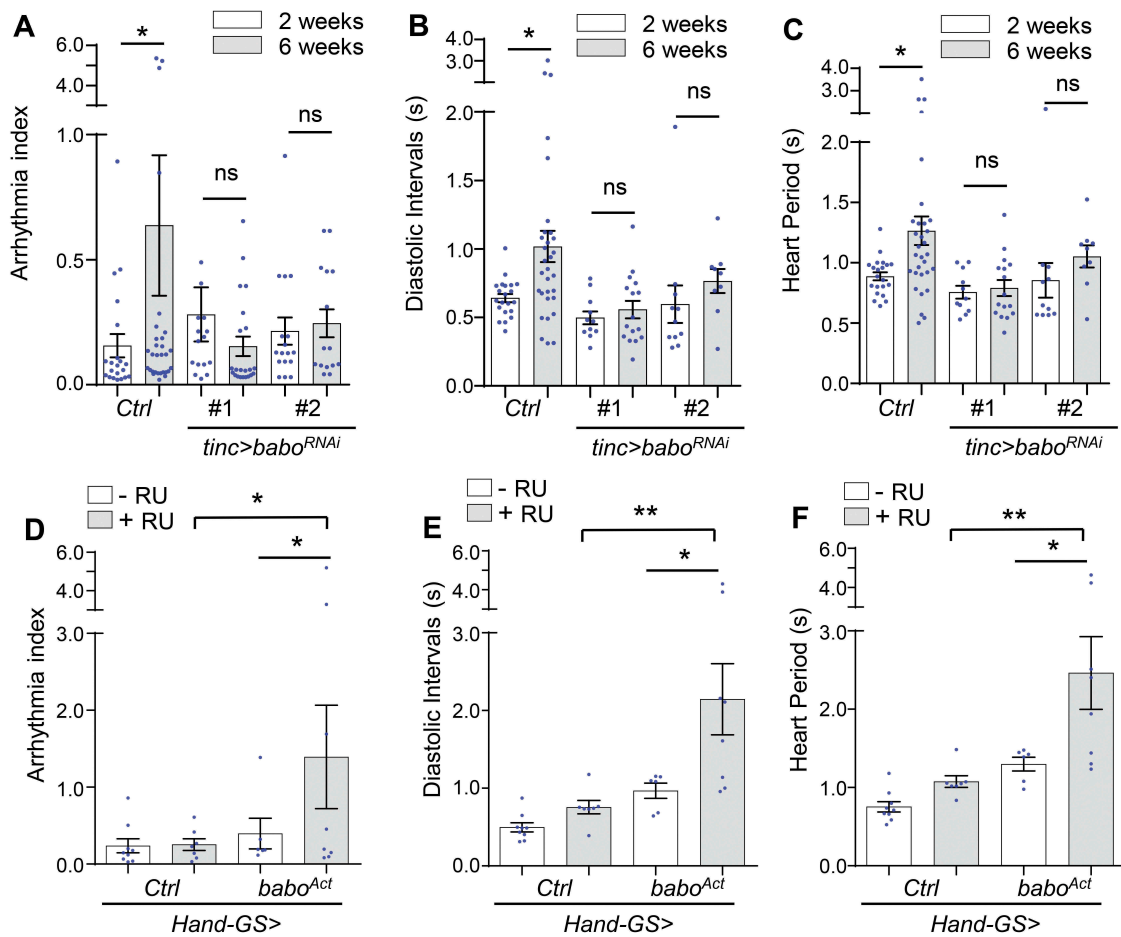 A
2 weeks
6 weeks
Arrhythmia index
6.0
4.0
1.0
0.5
0.0
*
ns
ns
Ctrl
#1
#2
tinc>babo^RNAi
B
2 weeks
6 weeks
Diastolic Intervals (s)
4.0
3.0
2.0
1.5
1.0
0.5
0.0
*
ns
ns
Ctrl
#1
#2
tinc>babo^RNAi
C
2 weeks
6 weeks
Heart Period (s)
4.0
3.0
2.0
1.5
1.0
0.5
0.0
*
ns
ns
Ctrl
#1
#2
tinc>babo^RNAi
D
- RU
+ RU
Arrhythmia index
6.0
4.0
3.0
2.0
1.0
0.0
*
*
Ctrl
babo^Act
Hand-GS>
E
- RU
+ RU
Diastolic Intervals (s)
6.0
4.0
3.0
2.0
1.0
0.0
**
*
Ctrl
babo^Act
Hand-GS>
F
- RU
+ RU
Heart Period (s)
6.0
4.0
3.0
2.0
1.0
0.0
**
*
Ctrl
babo^Act
Hand-GS>